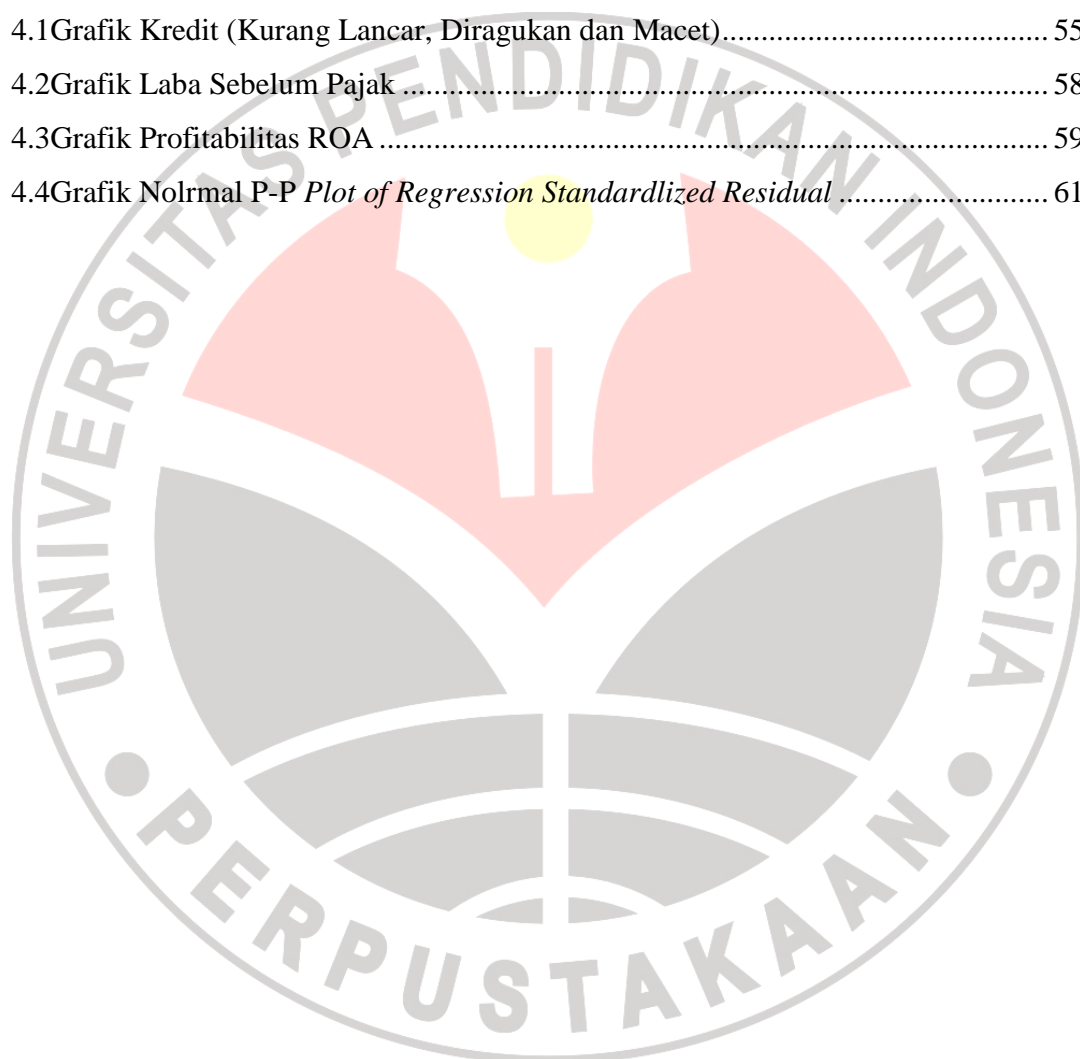 4.1Grafik Kredit (Kurang Lancar, Diragukan dan Macet)....................................... 55
4.2Grafik Laba Sebelum Pajak .............................................................................. 58
4.3Grafik Profitabilitas ROA ................................................................................. 59
4.4Grafik Nolrmal P-P Plot of Regression Standardlized Residual ......................... 61
UNIVERSITAS PENDIDIKAN INDONESIA
PERPUSTAKAAN